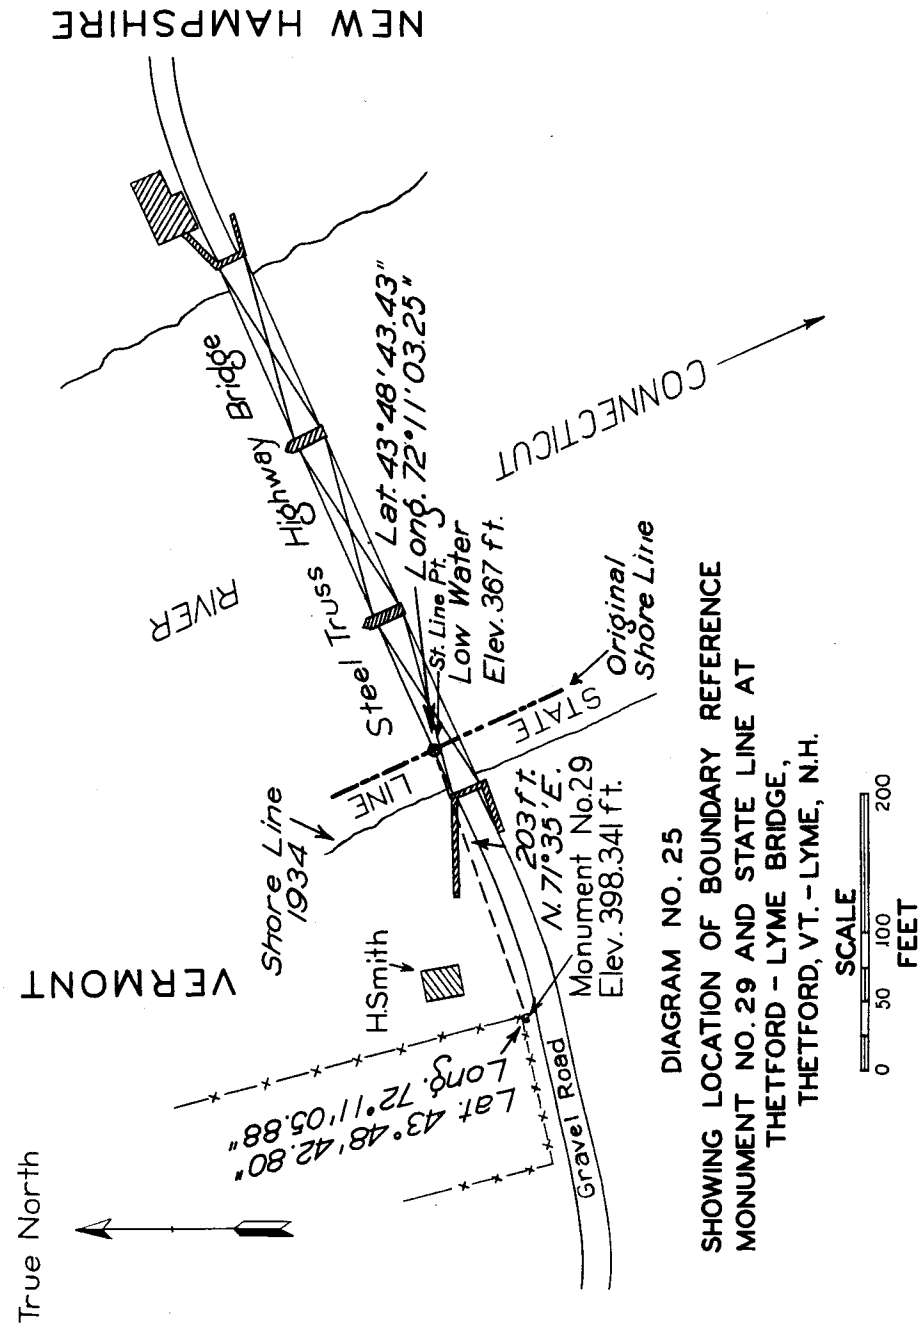 True North
VERMONT
NEW HAMPSHIRE
Shore Line
1934
H.Smith
Lat. 43°48'42.80"
Long. 72°11'05.88"
Gravel Road
LINE
STATE
RIVER
CONNECTICUT
Steel Truss Highway Bridge
Lat. 43°48'43.43"
Long. 72°11'03.25"
St. Line Pt.
Low Water
Elev. 367 ft.
Original
Shore Line
203 ft.
N. 71°35' E.
Monument No.29
Elev. 398.341 ft.
DIAGRAM NO. 25
SHOWING LOCATION OF BOUNDARY REFERENCE
MONUMENT NO. 29 AND STATE LINE AT
THETFORD - LYME BRIDGE,
THETFORD, VT. - LYME, N.H.
SCALE
0 50 100 200
FEET